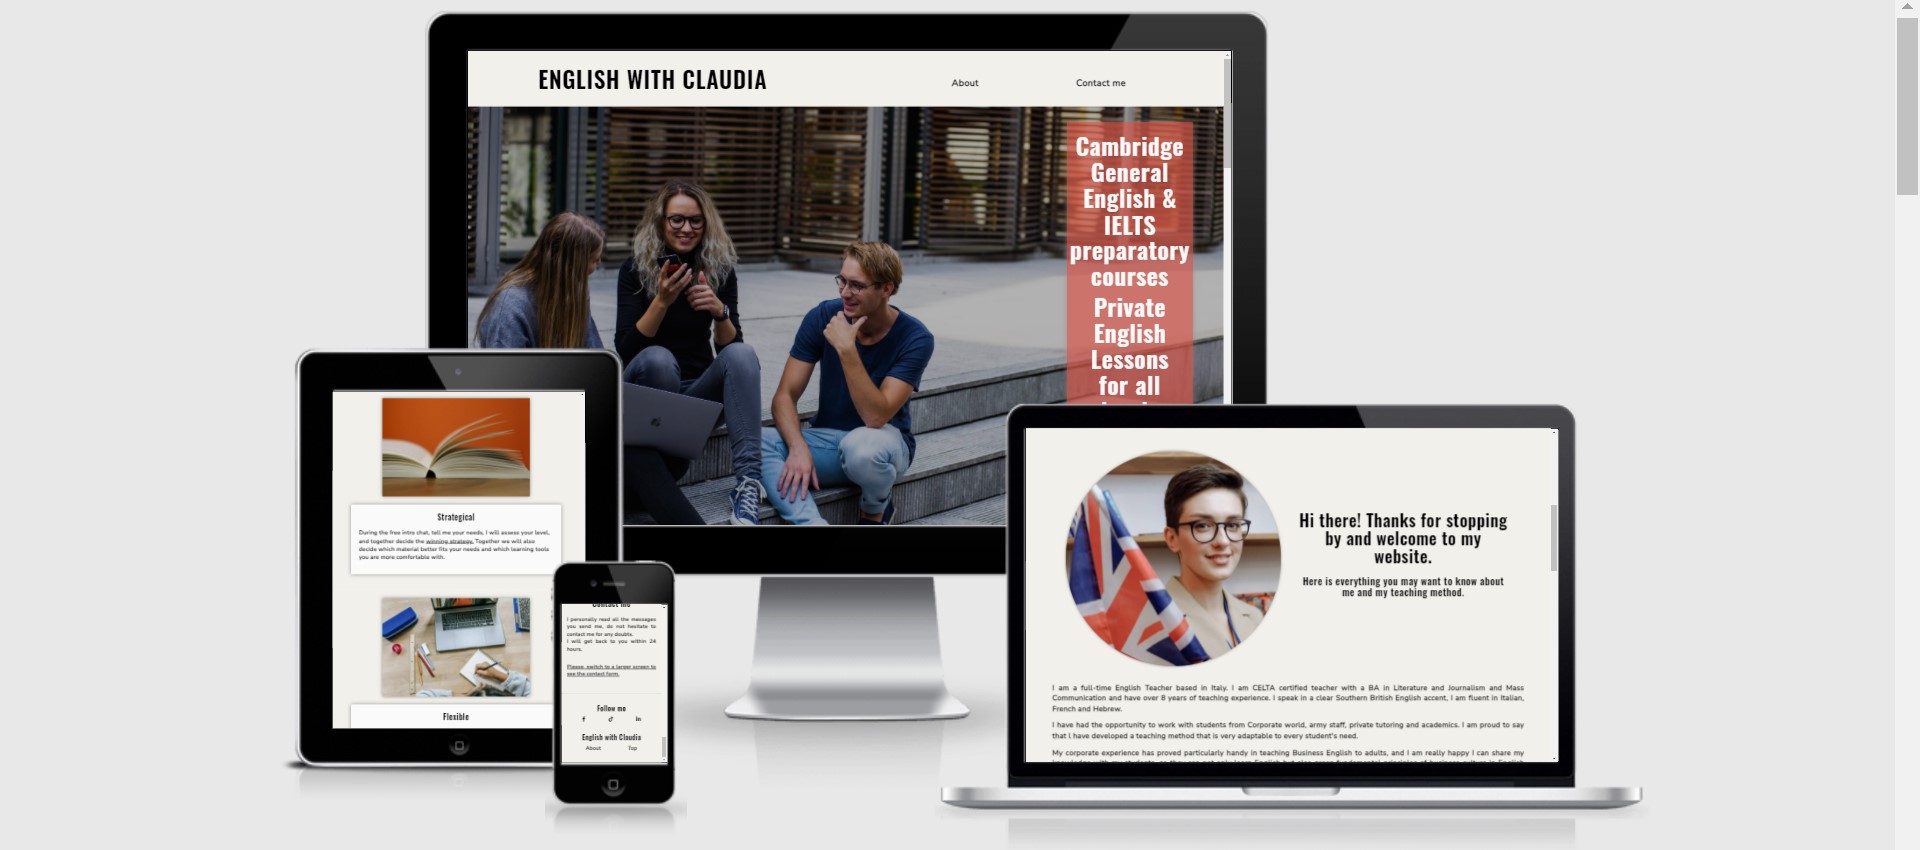 ENGLISH WITH CLAUDIA
About
Contact me
Cambridge
General
English &
IELTS
preparatory
courses
Private
English
Lessons
for all
Strategical
During the free intro chat, tell me your needs, I will assess your level,
and together decide the winning strategy. Together we will also
decide which material better fits your needs and which learning tools
you are more comfortable with.
Flexible
Contact me
I personally read all the messages
you send me, do not hesitate to
contact me for any doubts.
I will get back to you within 24
hours.
Please, switch to a larger screen to
see the contact form.
Follow me
English with Claudia
About
Top
Hi there! Thanks for stopping
by and welcome to my
website.
Here is everything you may want to know about
me and my teaching method.
I am a full-time English Teacher based in Italy. I am CELTA certified teacher with a BA in Literature and Journalism and Mass
Communication and have over 8 years of teaching experience. I speak in a clear Southern British English accent, I am fluent in Italian,
French and Hebrew.
I have had the opportunity to work with students from Corporate world, army staff, private tutoring and academics. I am proud to say
that I have developed a teaching method that is very adaptable to every student's need.
My corporate experience has proved particularly handy in teaching Business English to adults, and I am really happy I can share my